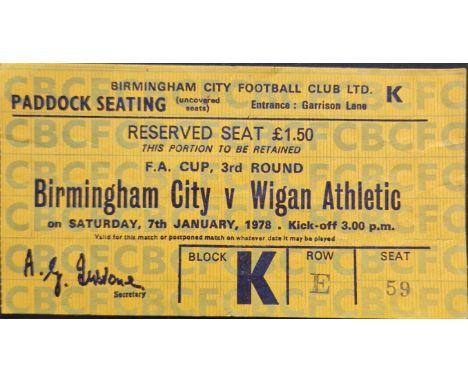 BIRMINGHAM CITY FOOTBALL CLUB LTD. K
PADDOCK SEATING (uncovered seats) Entrance : Garrison Lane
RESERVED SEAT £1.50
THIS PORTION TO BE RETAINED
F.A. CUP, 3rd ROUND
Birmingham City v Wigan Athletic
on SATURDAY, 7th JANUARY, 1978 . Kick-off 3.00 p.m.
Valid for this match or postponed match on whatever date it may be played
A. G.
Secretary
BLOCK K
ROW E
SEAT 59